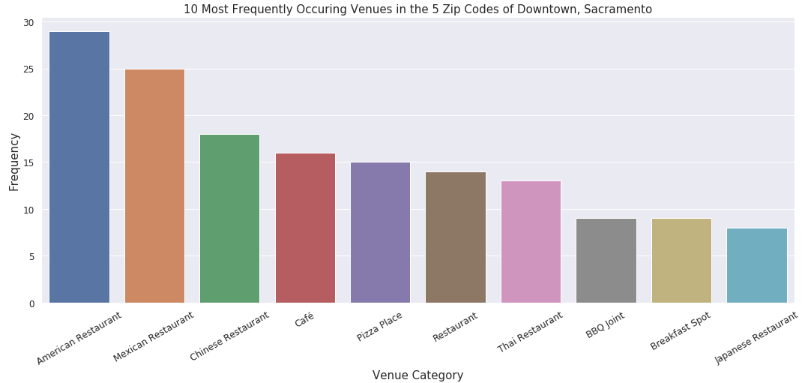 10 Most Frequently Occuring Venues in the 5 Zip Codes of Downtown, Sacramento
Frequency
30
25
20
15
10
5
0
American Restaurant
Mexican Restaurant
Chinese Restaurant
Café
Pizza Place
Restaurant
Thai Restaurant
BBQ Joint
Breakfast Spot
Japanese Restaurant
Venue Category